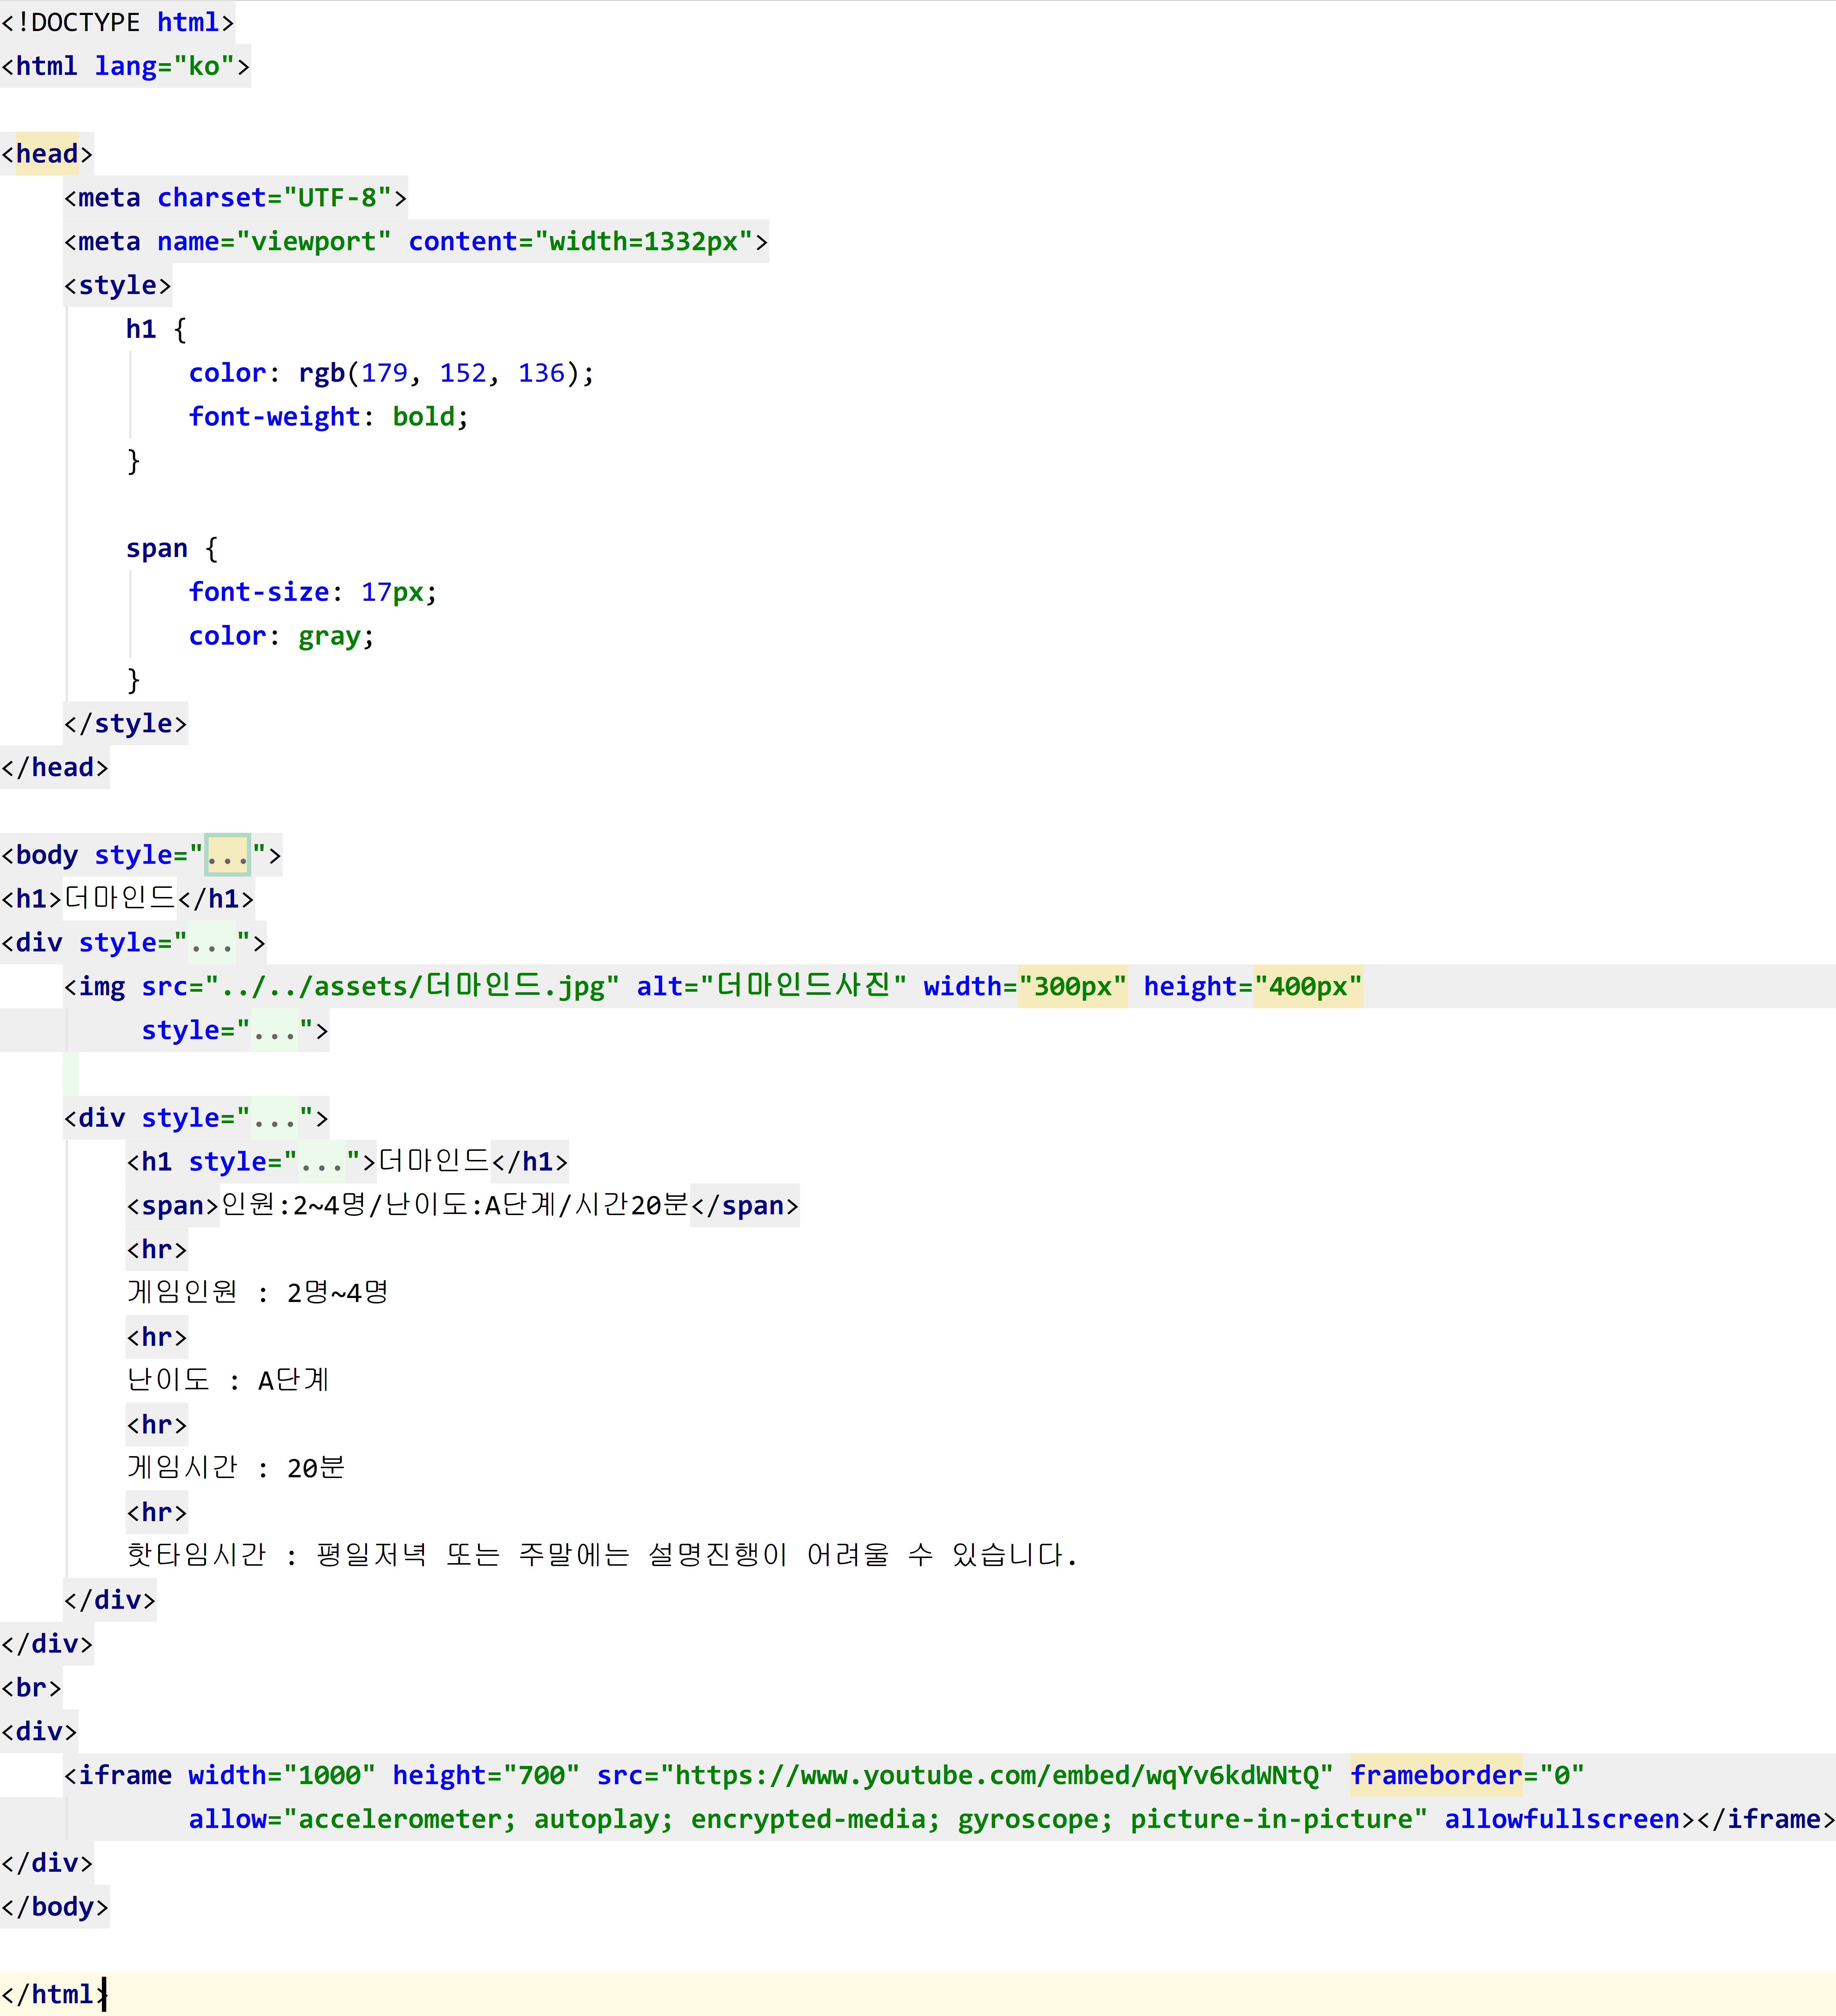 <!DOCTYPE html>
<html lang="ko">
<head>
<meta charset="UTF-8">
<meta name="viewport" content="width=1332px">
<style>
h1 {
color: rgb(179, 152, 136);
font-weight: bold;
}
span {
font-size: 17px;
color: gray;
}
</style>
</head>
<body style="...">
<h1>더마인드</h1>
<div style="...">
<img src="../../assets/더마인드.jpg" alt="더마인드사진" width="300px" height="400px"
style="...">
<div style="...">
<h1 style="...">더마인드</h1>
<span>인원:2~4명/난이도:A단계/시간20분</span>
<hr>
게임인원 : 2명~4명
<hr>
난이도 : A단계
<hr>
게임시간 : 20분
<hr>
핫타임시간 : 평일저녁 또는 주말에는 설명진행이 어려울 수 있습니다.
</div>
</div>
<br>
<div>
<iframe width="1000" height="700" src="https://www.youtube.com/embed/wqYv6kdWNtQ" frameborder="0"
allow="accelerometer; autoplay; encrypted-media; gyroscope; picture-in-picture" allowfullscreen></iframe>
</div>
</body>
</html>